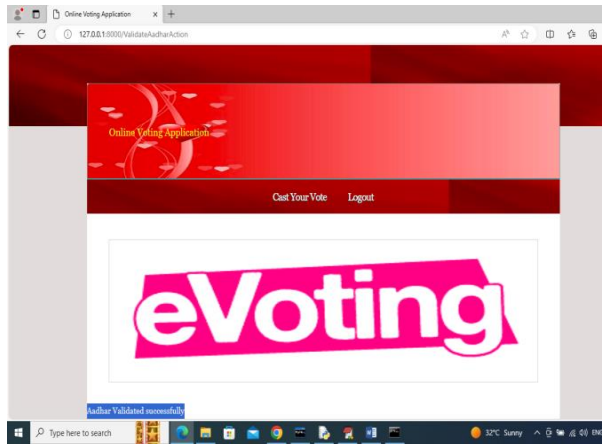 Online Voting Application
127.0.0.1:8000/ValidateAadharAction
Online Voting Application
Cast Your Vote Logout
eVoting
Aadhar Validated successfully
Type here to search
32°C Sunny
ENG